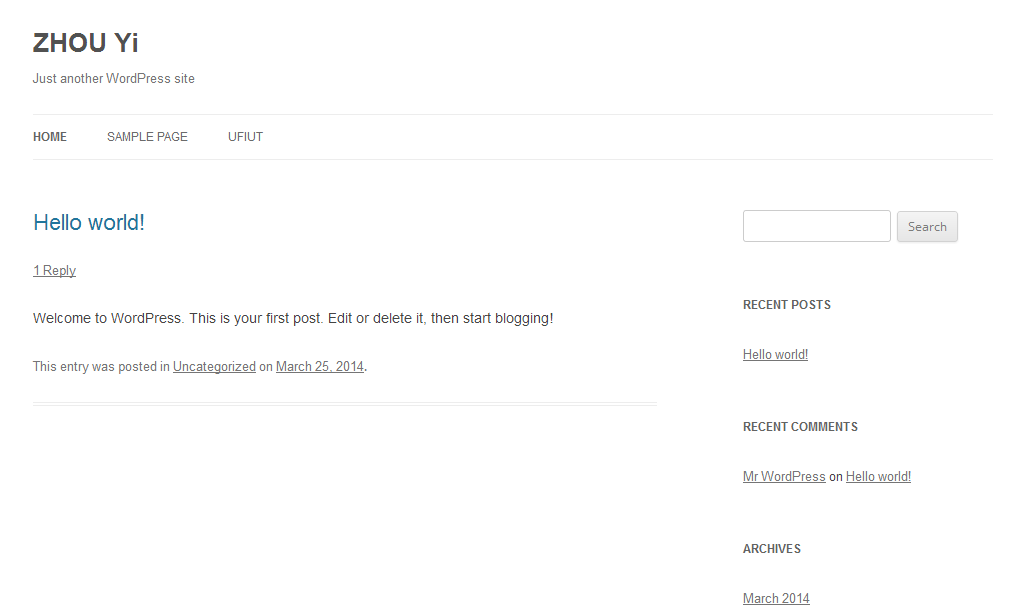 ZHOU Yi
Just another WordPress site
HOME SAMPLE PAGE UFIUT
Hello world!
1 Reply
Welcome to WordPress. This is your first post. Edit or delete it, then start blogging!
This entry was posted in Uncategorized on March 25, 2014.
Search
RECENT POSTS
Hello world!
RECENT COMMENTS
Mr WordPress on Hello world!
ARCHIVES
March 2014